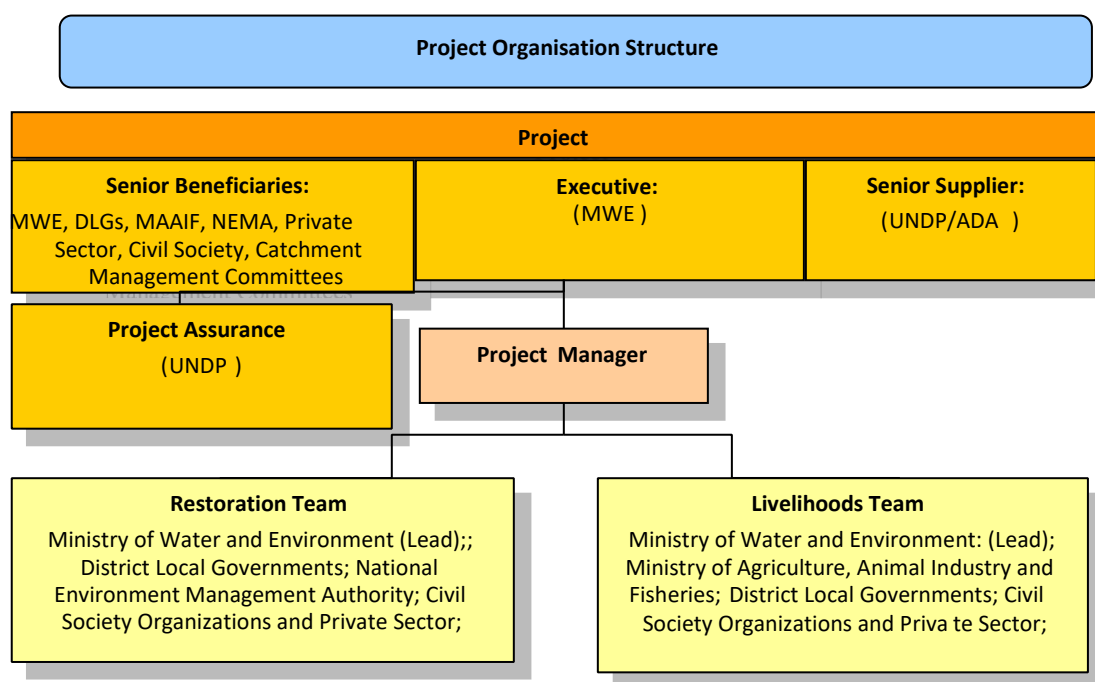 Project Organisation Structure
Project
Senior Beneficiaries:
MWE, DLGs, MAAIF, NEMA, Private
Sector, Civil Society, Catchment
Management Committees
Executive:
(MWE )
Senior Supplier:
(UNDP/ADA )
Project Assurance
(UNDP )
Project Manager
Restoration Team
Ministry of Water and Environment (Lead);;
District Local Governments; National
Environment Management Authority; Civil
Society Organizations and Private Sector;
Livelihoods Team
Ministry of Water and Environment: (Lead);
Ministry of Agriculture, Animal Industry and
Fisheries; District Local Governments; Civil
Society Organizations and Priva te Sector;